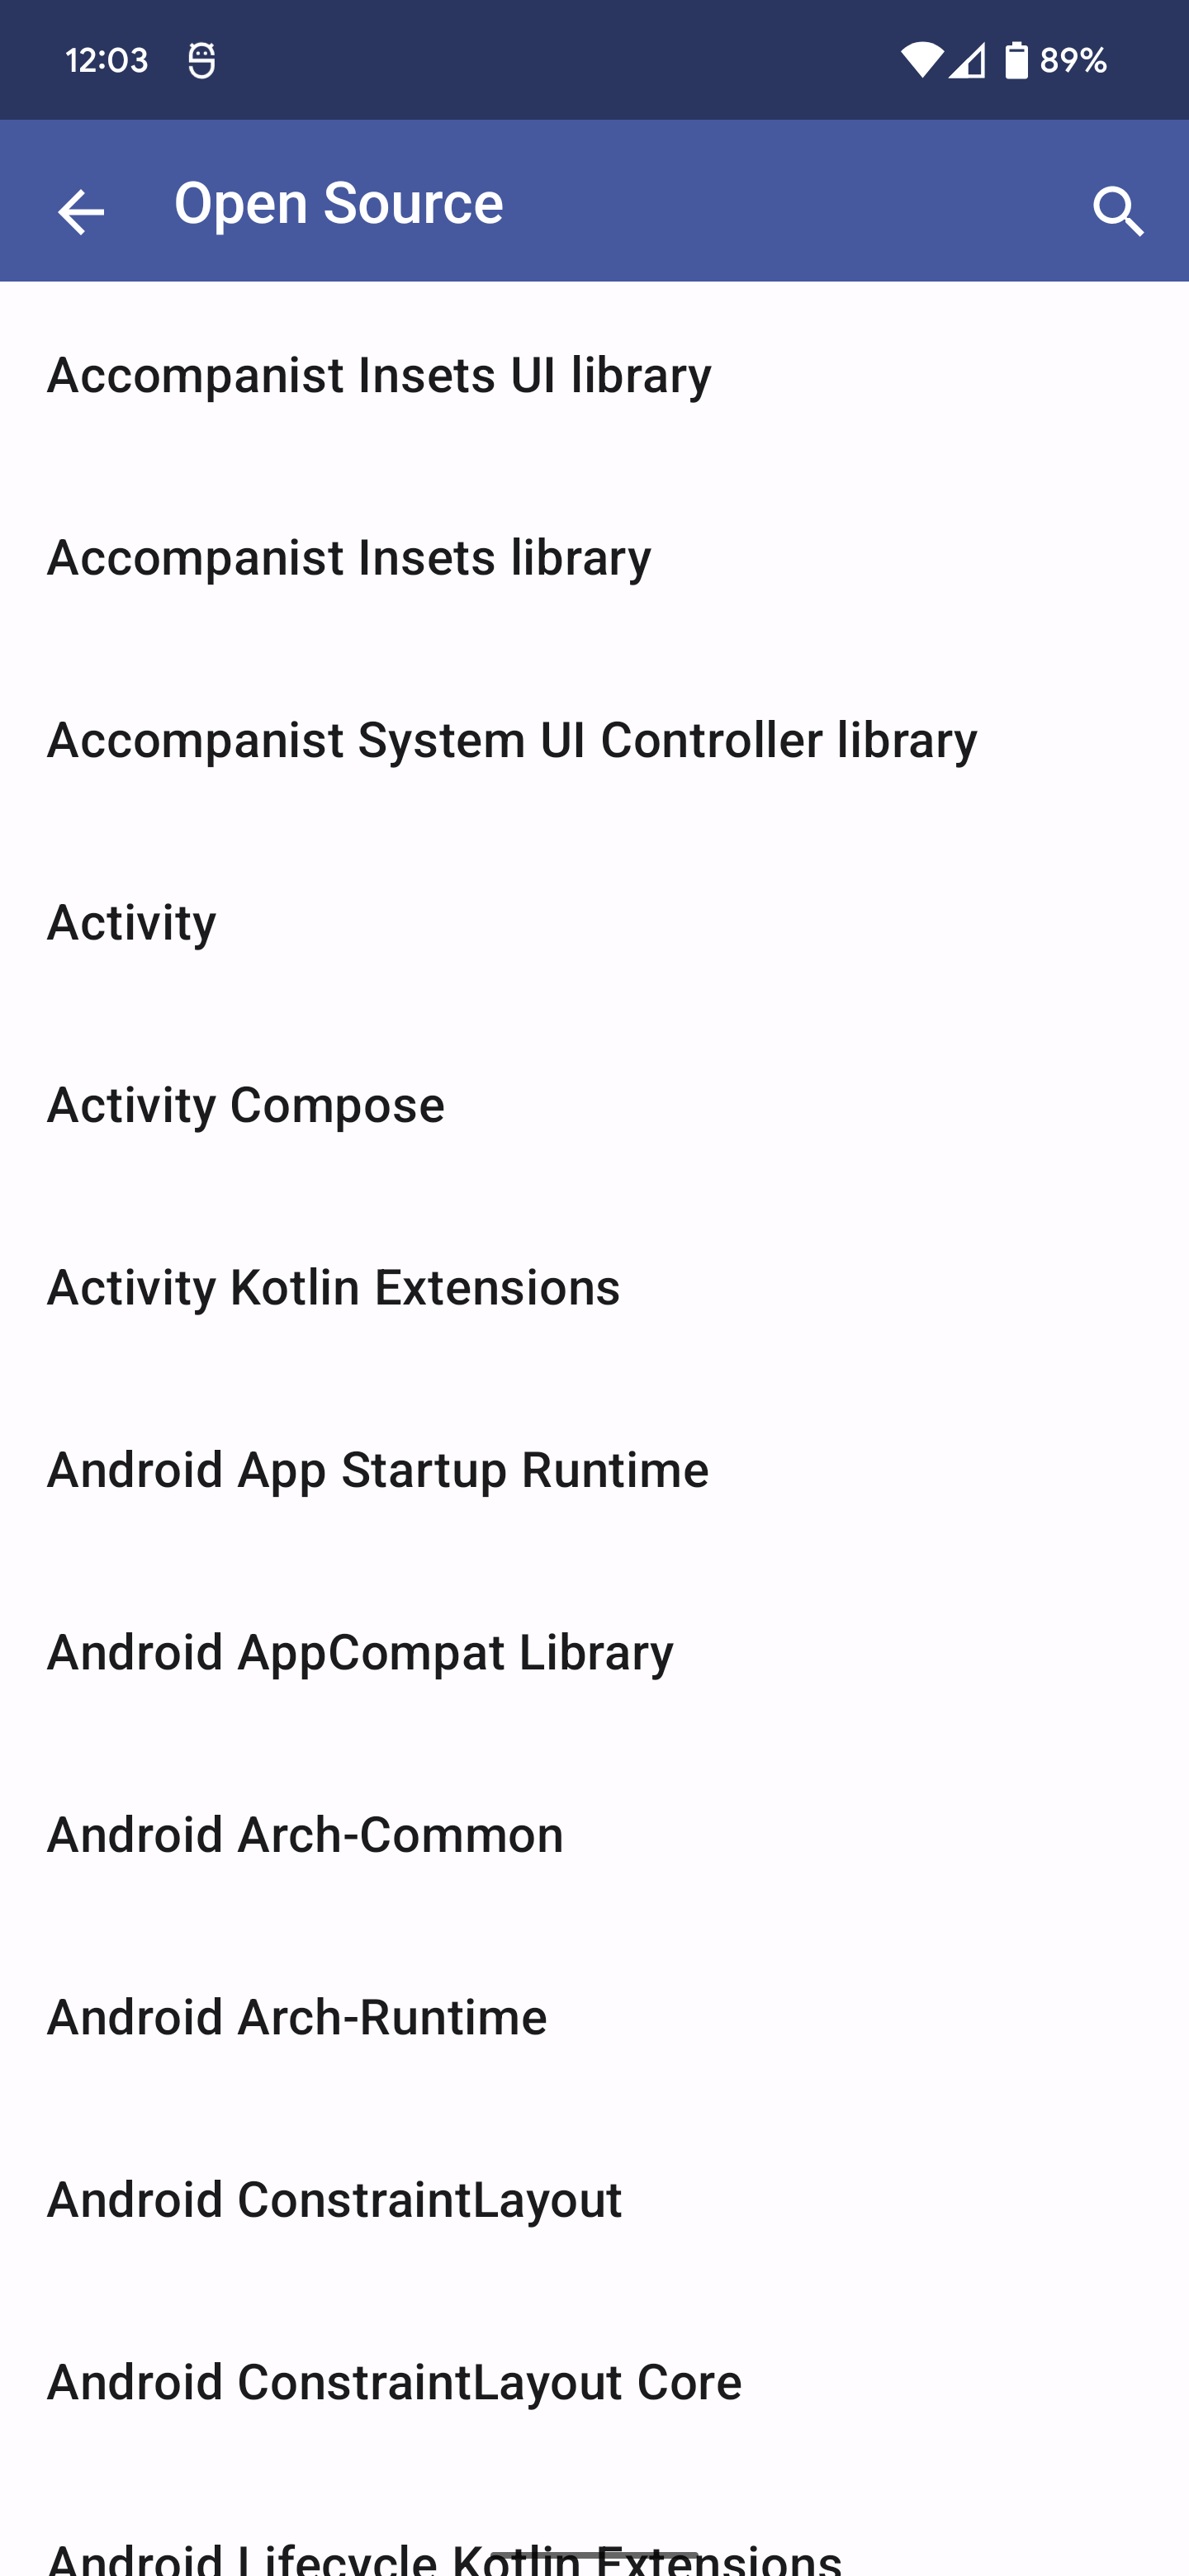 12:03
89%
Open Source
Accompanist Insets UI library
Accompanist Insets library
Accompanist System UI Controller library
Activity
Activity Compose
Activity Kotlin Extensions
Android App Startup Runtime
Android AppCompat Library
Android Arch-Common
Android Arch-Runtime
Android ConstraintLayout
Android ConstraintLayout Core
Android Lifecycle Kotlin Extensions